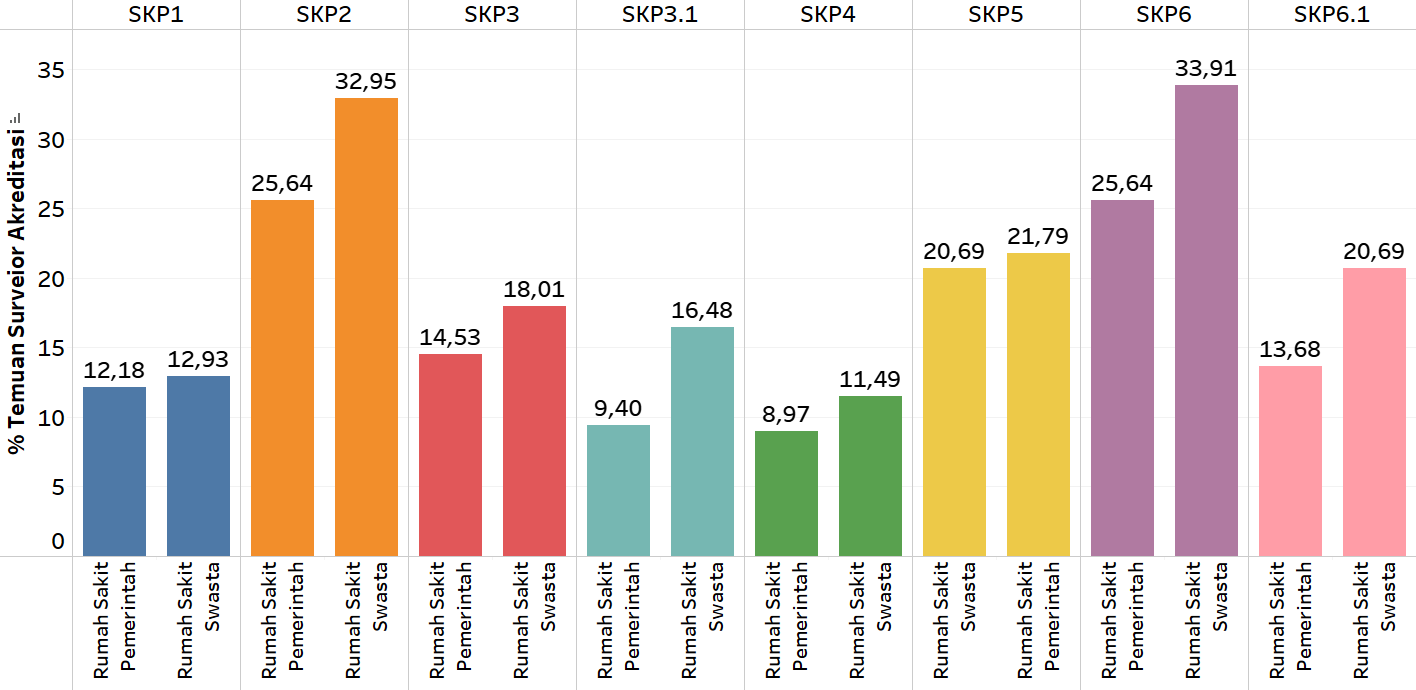 SKP1 SKP2 SKP3 SKP3.1 SKP4 SKP5 SKP6 SKP6.1
% Temuan Surveior Akreditasi
35
30
25
20
15
10
5
0
12,18 12,93
25,64 32,95
14,53 18,01
9,40 16,48
8,97 11,49
20,69 21,79
25,64 33,91
13,68 20,69
Rumah Sakit
Pemerintah
Rumah Sakit
Swasta
Rumah Sakit
Pemerintah
Rumah Sakit
Swasta
Rumah Sakit
Pemerintah
Rumah Sakit
Swasta
Rumah Sakit
Pemerintah
Rumah Sakit
Swasta
Rumah Sakit
Pemerintah
Rumah Sakit
Swasta
Rumah Sakit
Swasta
Rumah Sakit
Pemerintah
Rumah Sakit
Pemerintah
Rumah Sakit
Swasta
Rumah Sakit
Pemerintah
Rumah Sakit
Swasta